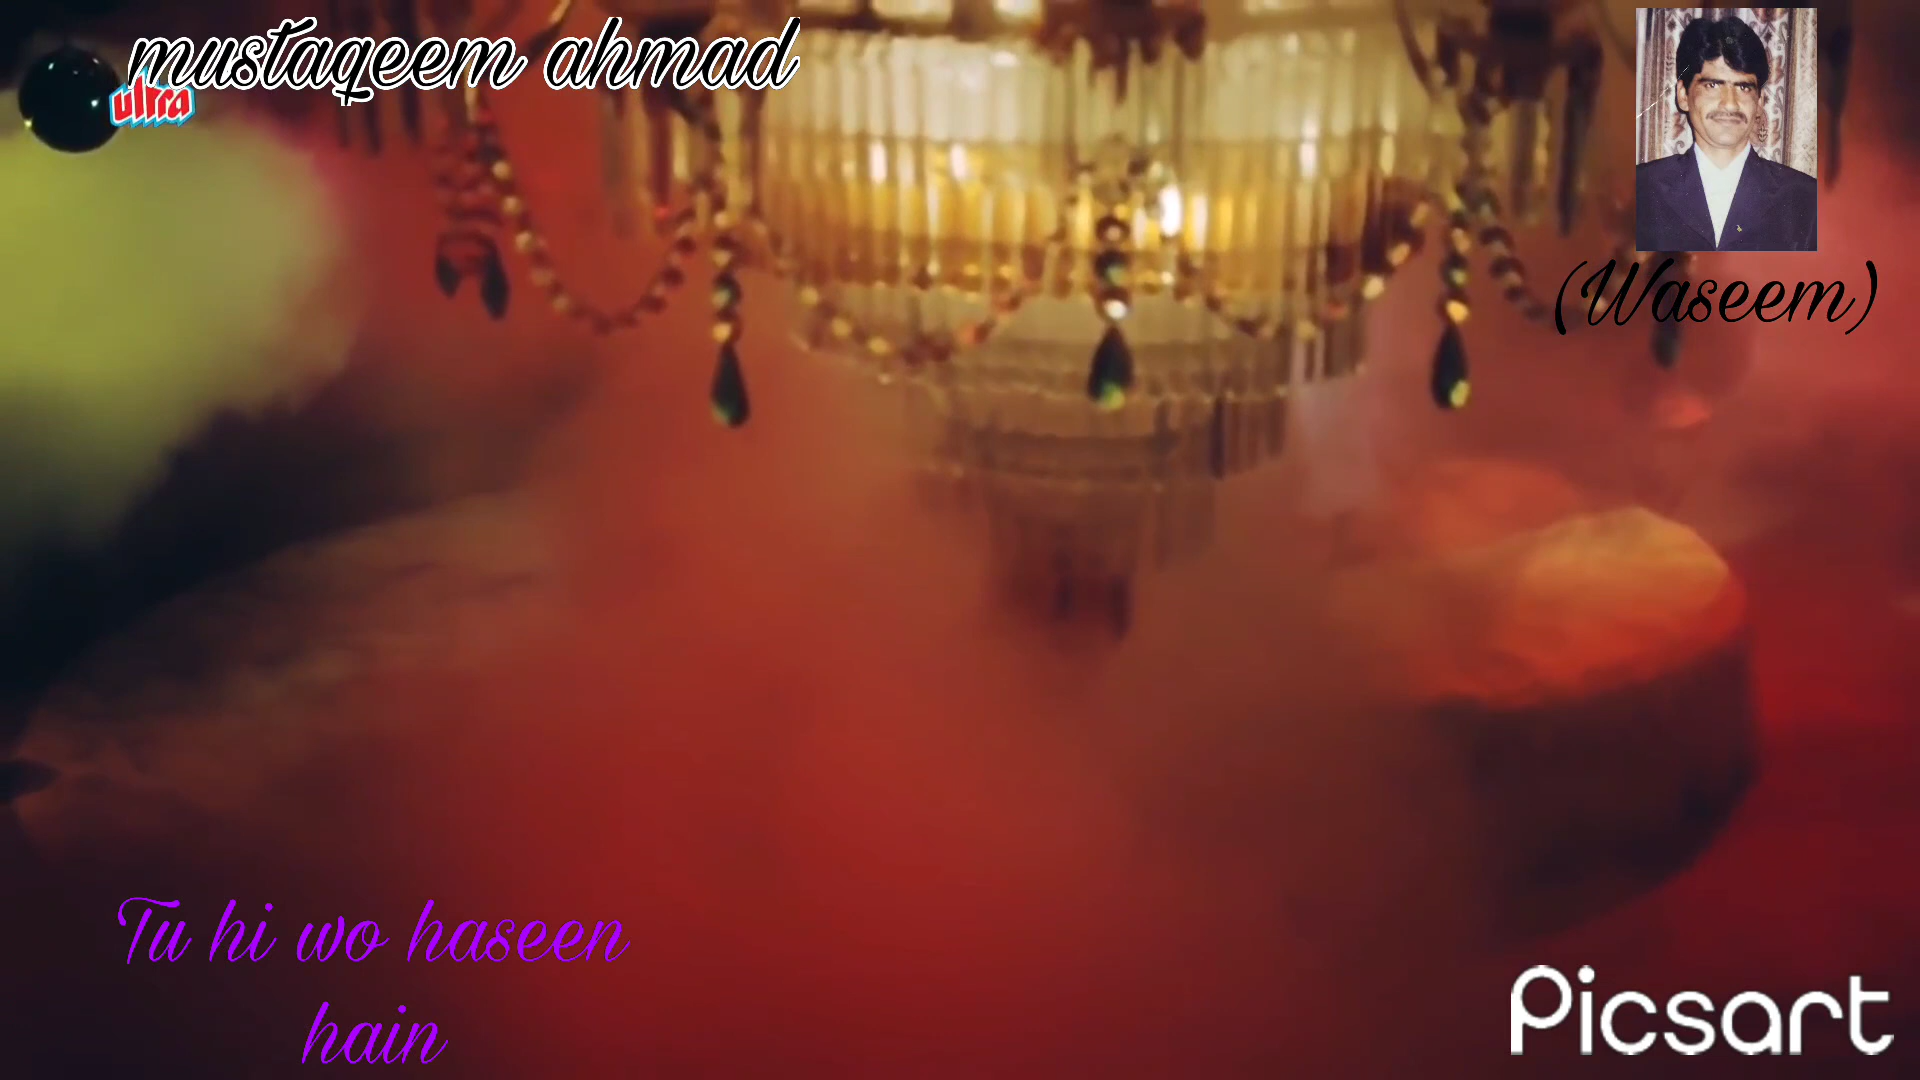 mustaqeem ahmad
ultra
(Waseem)
Tu hi wo haseen
hain
Picsart